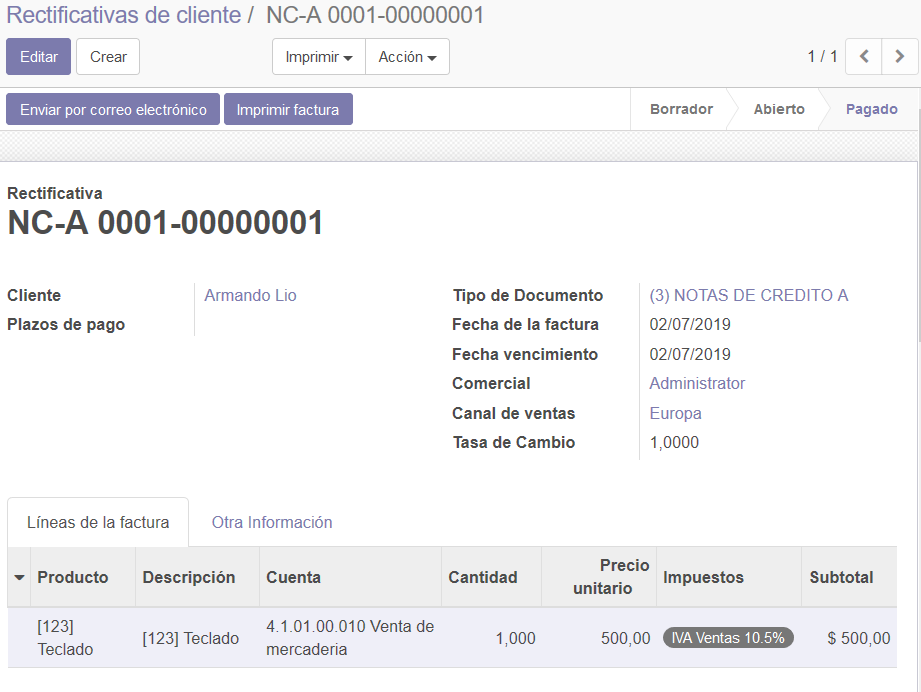 Rectificativas de cliente / NC-A 0001-00000001
Editar Crear Imprimir Acción 1 / 1
Enviar por correo electrónico Imprimir factura Borrador Abierto Pagado
Rectificativa
NC-A 0001-00000001
Cliente Armando Lio Tipo de Documento (3) NOTAS DE CREDITO A
Plazos de pago Fecha de la factura 02/07/2019
Fecha vencimiento 02/07/2019
Comercial Administrator
Canal de ventas Europa
Tasa de Cambio 1,0000
Líneas de la factura Otra Información
Producto Descripción Cuenta Cantidad Precio unitario Impuestos Subtotal
[123] Teclado [123] Teclado 4.1.01.00.010 Venta de mercaderia 1,000 500,00 IVA Ventas 10.5% $ 500,00